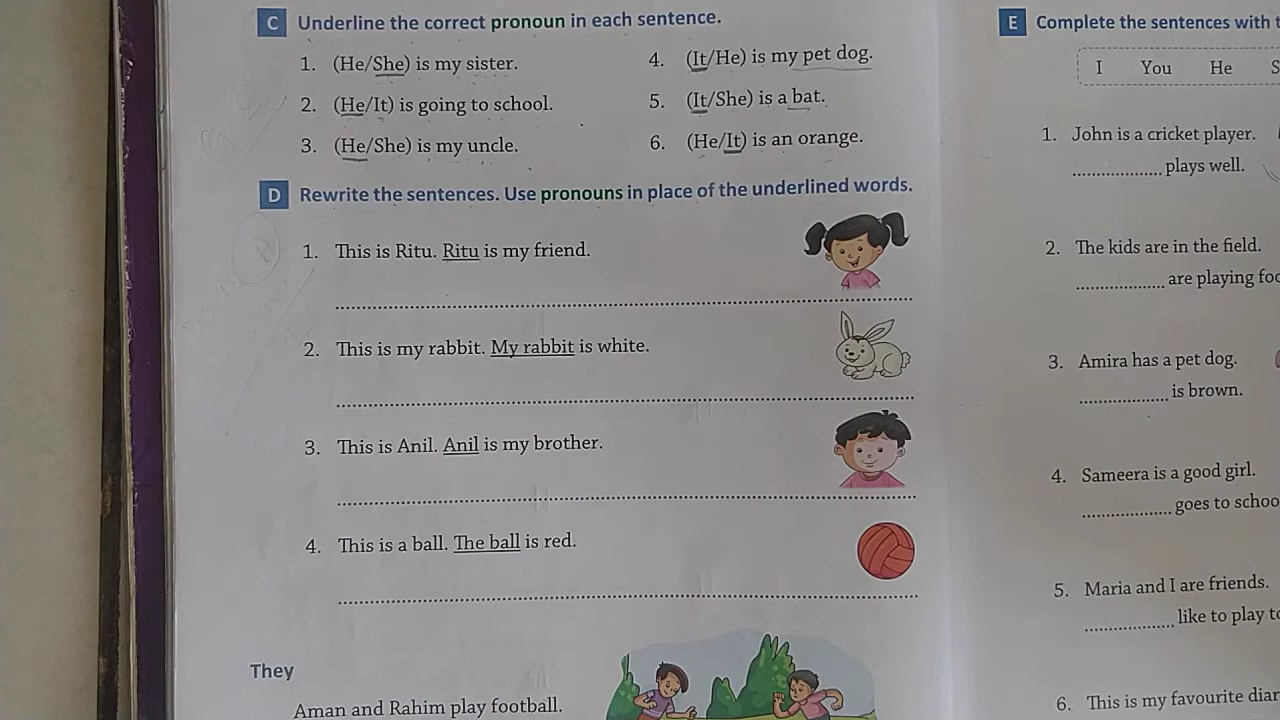 C Underline the correct pronoun in each sentence.
1. (He/She) is my sister.
2. (He/It) is going to school.
3. (He/She) is my uncle.
4. (It/He) is my pet dog.
5. (It/She) is a bat.
6. (He/It) is an orange.
D Rewrite the sentences. Use pronouns in place of the underlined words.
1. This is Ritu. Ritu is my friend.
2. This is my rabbit. My rabbit is white.
3. This is Anil. Anil is my brother.
4. This is a ball. The ball is red.
They
Aman and Rahim play football.
E Complete the sentences with
I You He
1. John is a cricket player.
plays well.
2. The kids are in the field.
are playing
3. Amira has a pet dog.
is brown.
4. Sameera is a good girl.
goes to
5. Maria and I are friends.
like to play
6. This is my favourite